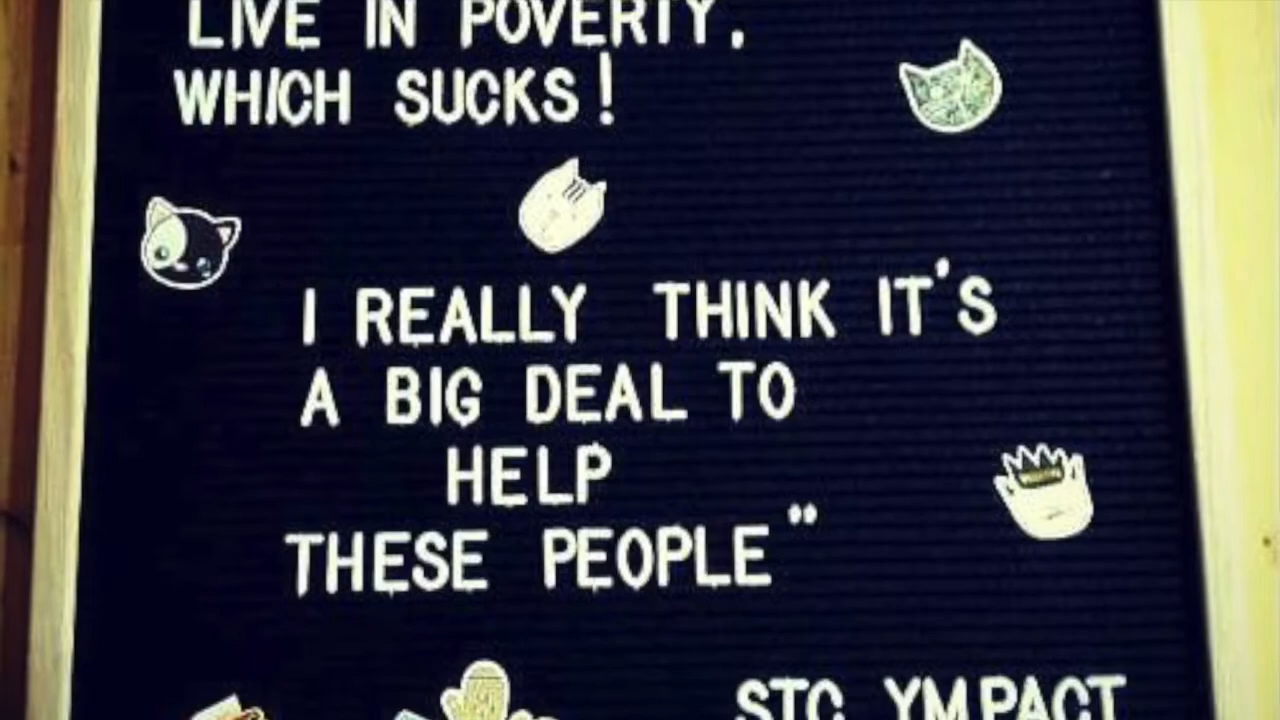 LIVE IN POVERTY.
WHICH SUCKS!
I REALLY THINK IT'S
A BIG DEAL TO
HELP
THESE PEOPLE"
STC YMPACT